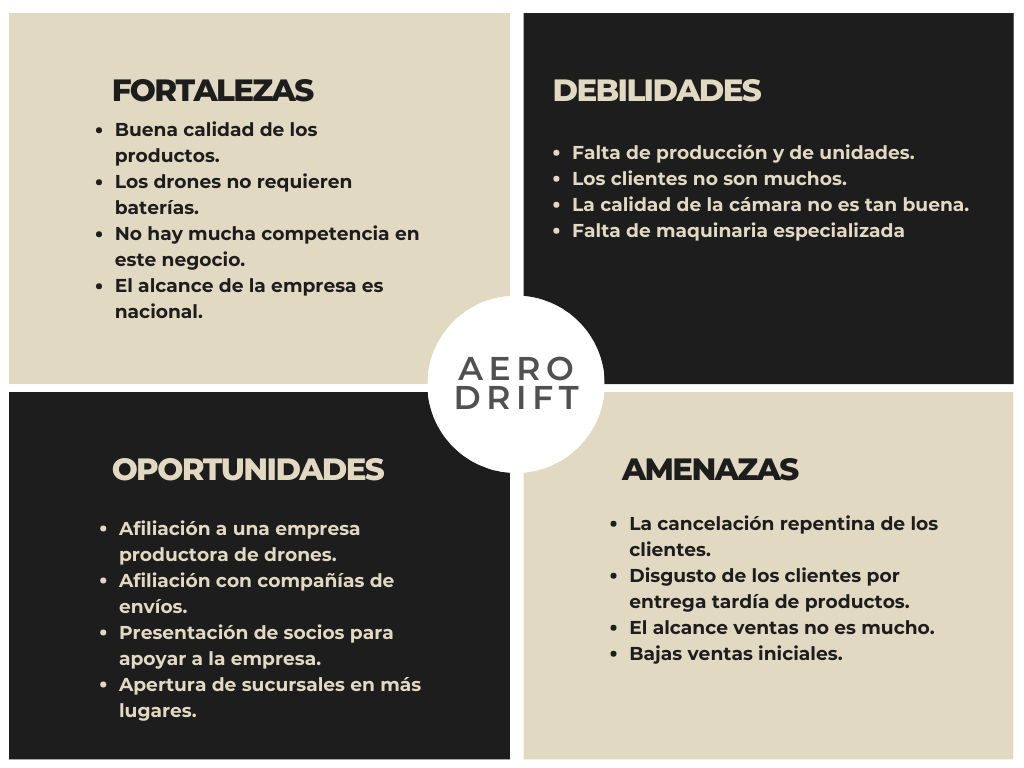 FORTALEZAS
• Buena calidad de los
productos.
• Los drones no requieren
baterías.
• No hay mucha competencia en
este negocio.
• El alcance de la empresa es
nacional.
DEBILIDADES
• Falta de producción y de unidades.
• Los clientes no son muchos.
• La calidad de la cámara no es tan buena.
• Falta de maquinaria especializada
AERO
DRIFT
OPORTUNIDADES
• Afiliación a una empresa
productora de drones.
• Afiliación con compañías de
envíos.
• Presentación de socios para
apoyar a la empresa.
• Apertura de sucursales en más
lugares.
AMENAZAS
• La cancelación repentina de los
clientes.
• Disgusto de los clientes por
entrega tardía de productos.
• El alcance ventas no es mucho.
• Bajas ventas iniciales.